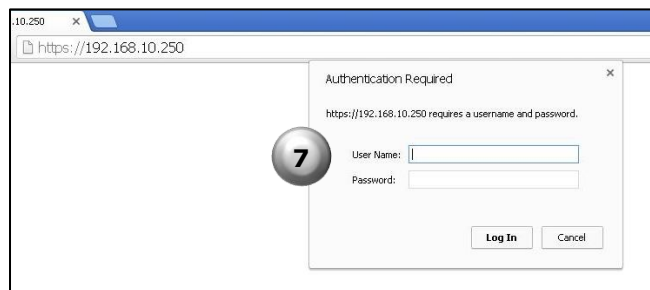 .10.250
https://192.168.10.250
Authentication Required
https://192.168.10.250 requires a username and password.
7
User Name:
Password:
Log In
Cancel